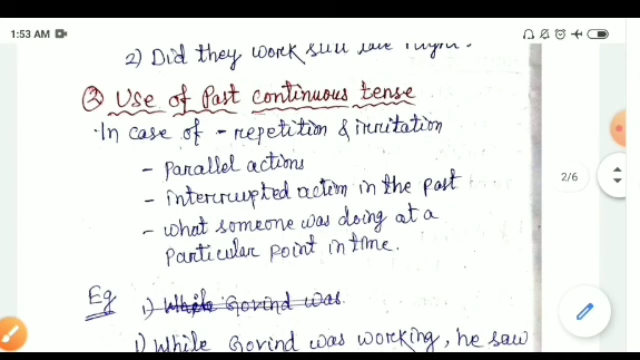 1:53 AM
2) Did they work still late night.
② Use of Past continuous tense
·In case of - repetition & irritation
- Parallel actions
- interrupted action in the past
- what someone was doing at a
particular point in time.
2/6
Eg
1) While Govind was
1) While Govind was working, he saw